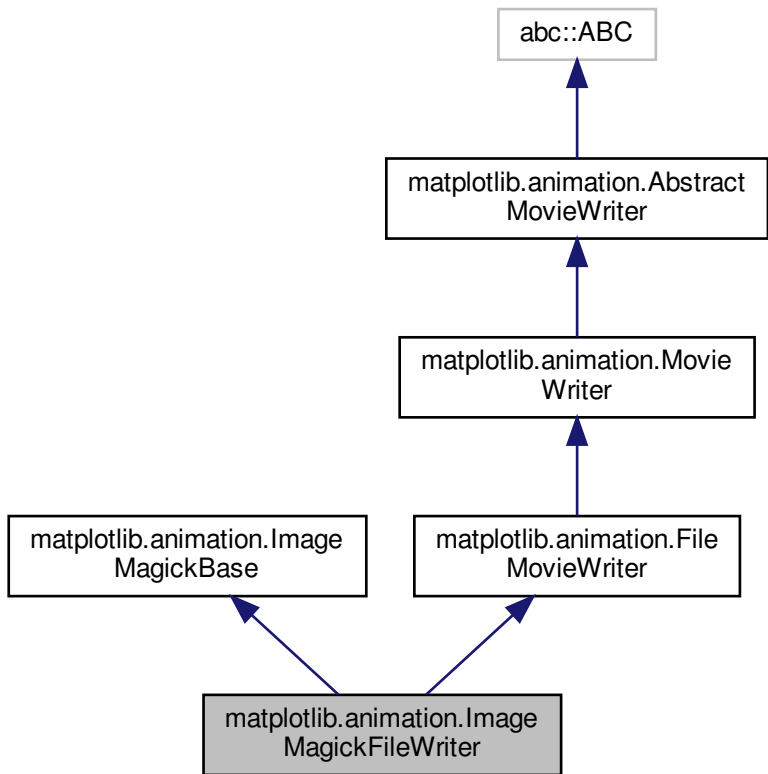 abc::ABC
matplotlib.animation.Abstract
MovieWriter
matplotlib.animation.Movie
Writer
matplotlib.animation.Image
MagickBase
matplotlib.animation.File
MovieWriter
matplotlib.animation.Image
MagickFileWriter